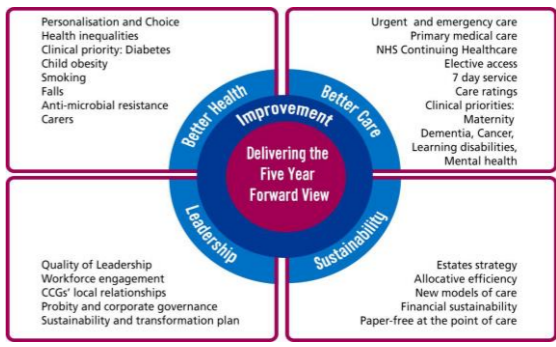 Personalisation and Choice
Health inequalities
Clinical priority: Diabetes
Child obesity
Smoking
Falls
Anti-microbial resistance
Carers
Urgent and emergency care
Primary medical care
NHS Continuing Healthcare
Elective access
7 day service
Care ratings
Clinical priorities:
Maternity
Dementia, Cancer,
Learning disabilities,
Mental health
Better Health
Better Care
Improvement
Delivering the
Five Year
Forward View
Leadership
Sustainability
Quality of Leadership
Workforce engagement
CCGs' local relationships
Probity and corporate governance
Sustainability and transformation plan
Estates strategy
Allocative efficiency
New models of care
Financial sustainability
Paper-free at the point of care